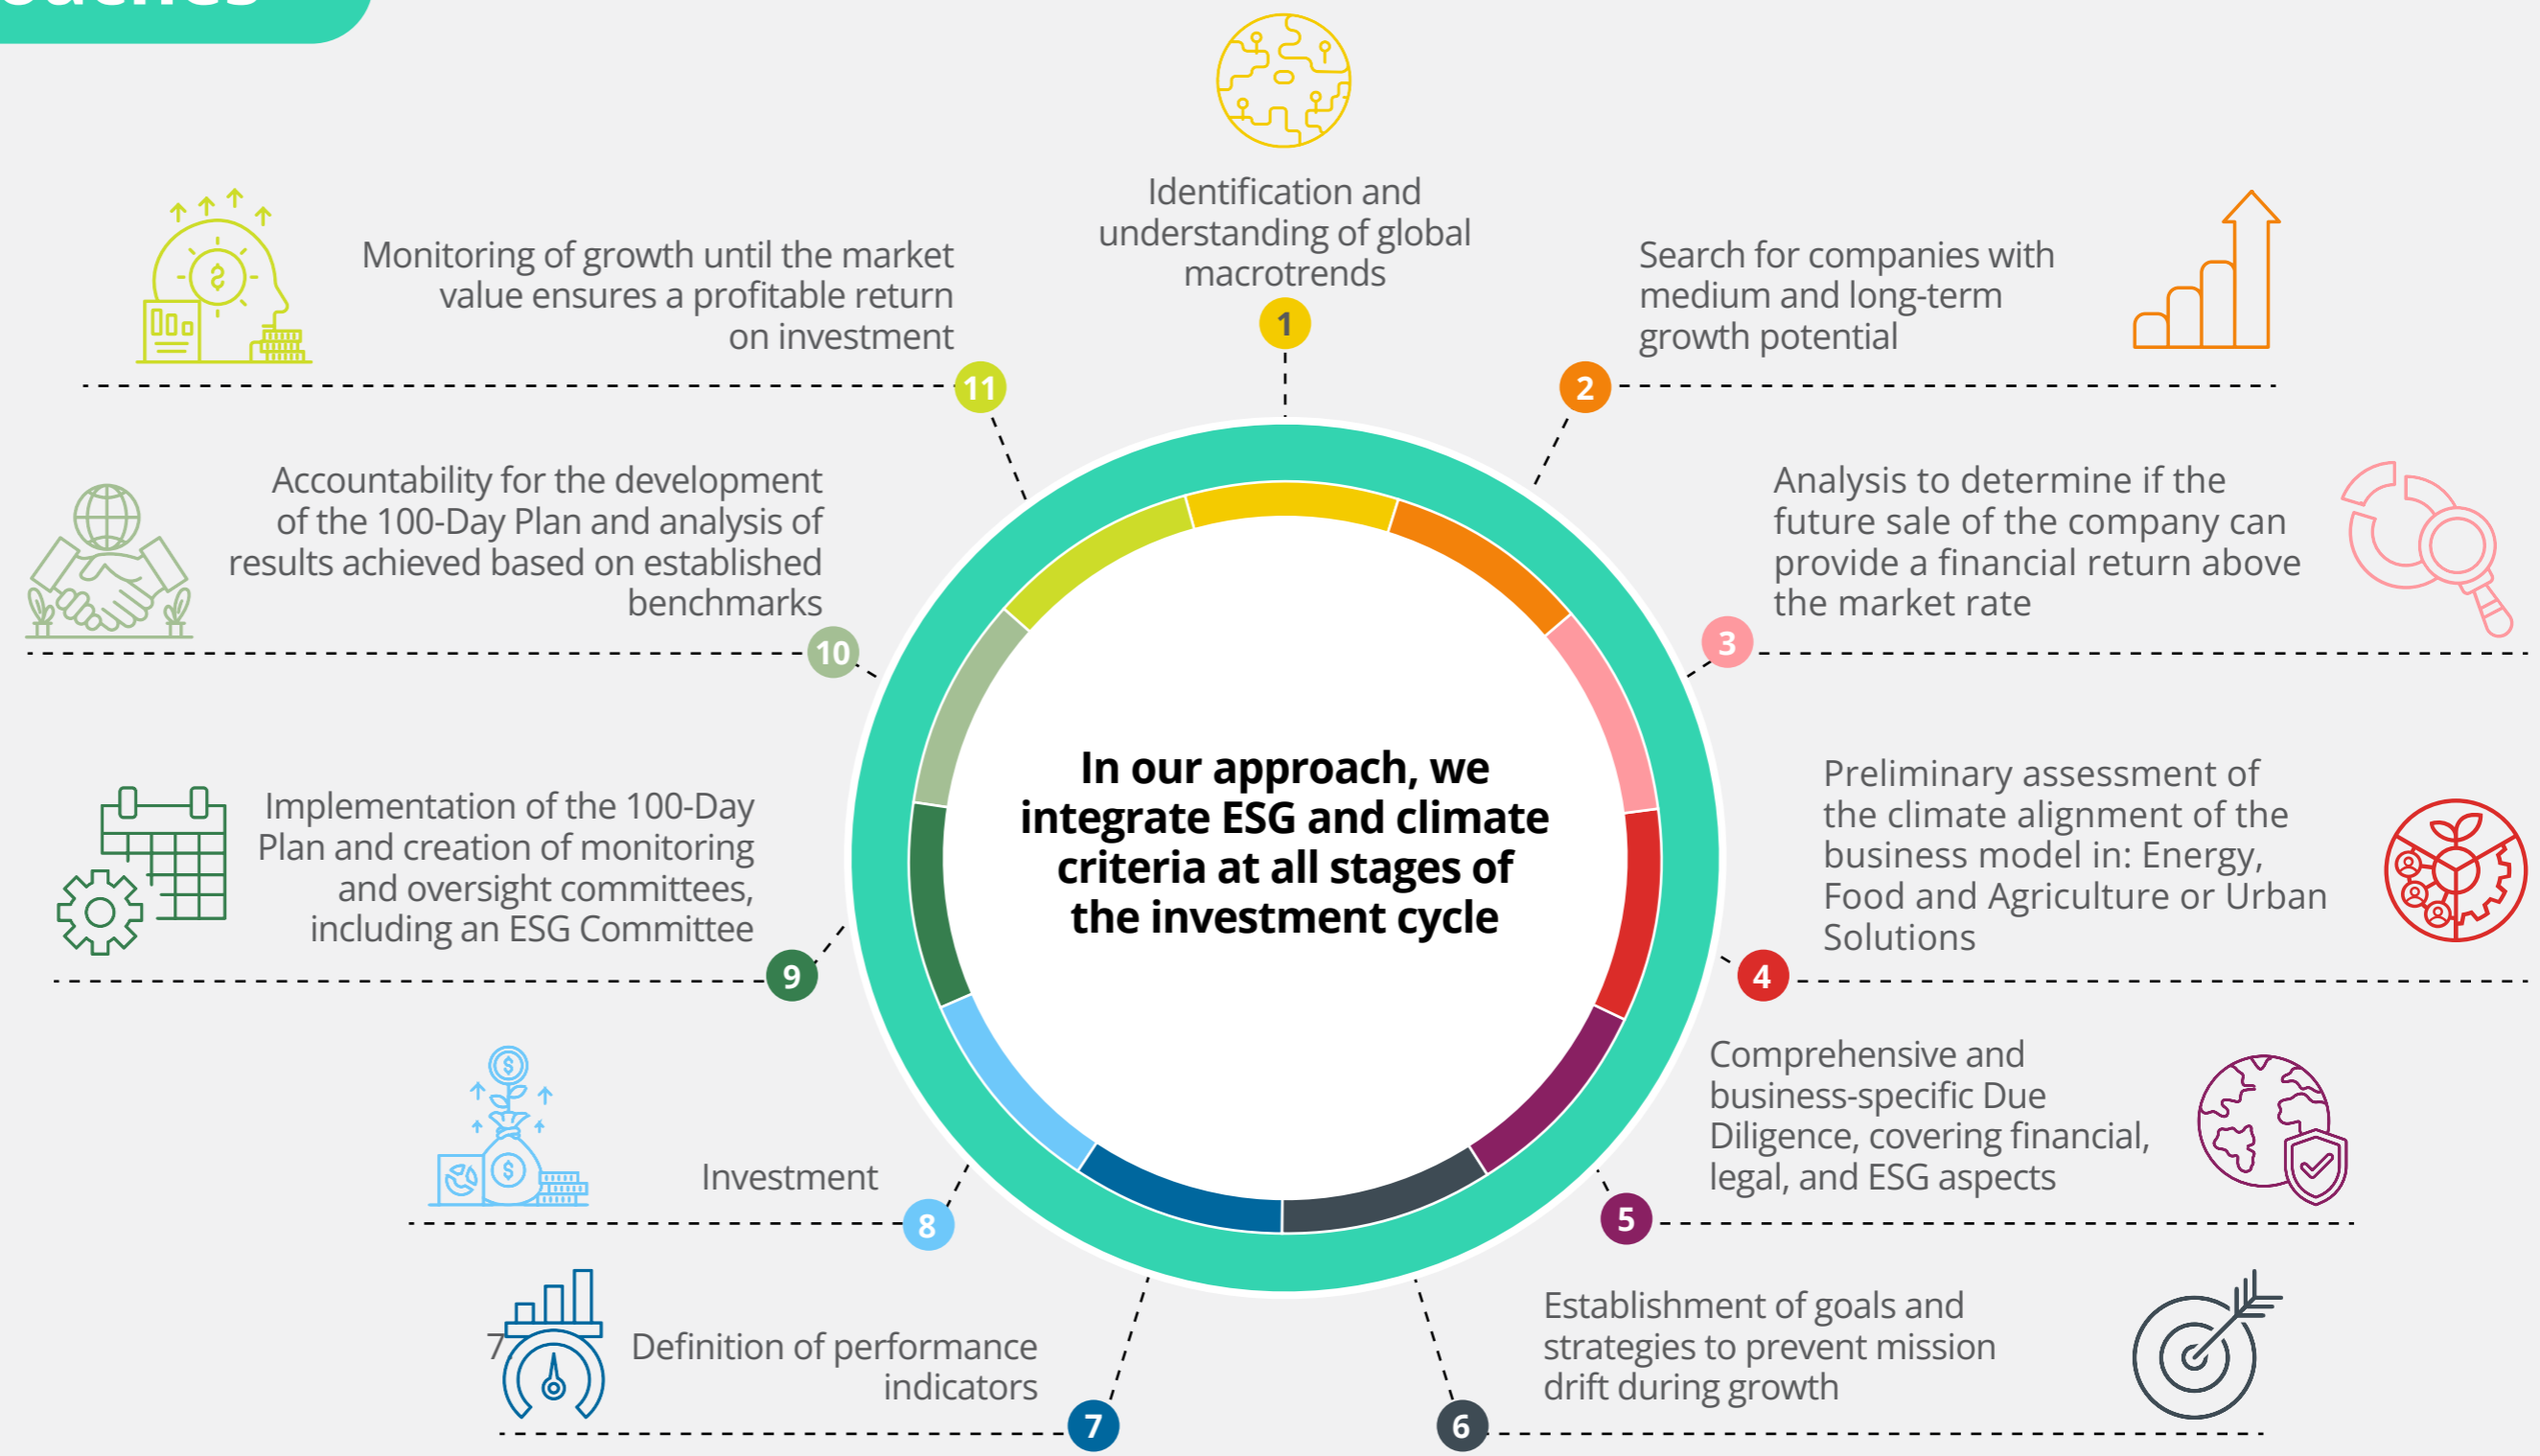 Identification and
understanding of global
macrotrends
1
Search for companies with
medium and long-term
growth potential
2
Analysis to determine if the
future sale of the company can
provide a financial return above
the market rate
3
Preliminary assessment of
the climate alignment of the
business model in: Energy,
Food and Agriculture or Urban
Solutions
4
Comprehensive and
business-specific Due
Diligence, covering financial,
legal, and ESG aspects
5
Establishment of goals and
strategies to prevent mission
drift during growth
6
7
Definition of performance
indicators
7
Investment
8
Implementation of the 100-Day
Plan and creation of monitoring
and oversight committees,
including an ESG Committee
9
Accountability for the development
of the 100-Day Plan and analysis of
results achieved based on established
benchmarks
10
Monitoring of growth until the market
value ensures a profitable return
on investment
11
In our approach, we
integrate ESG and climate
criteria at all stages of
the investment cycle